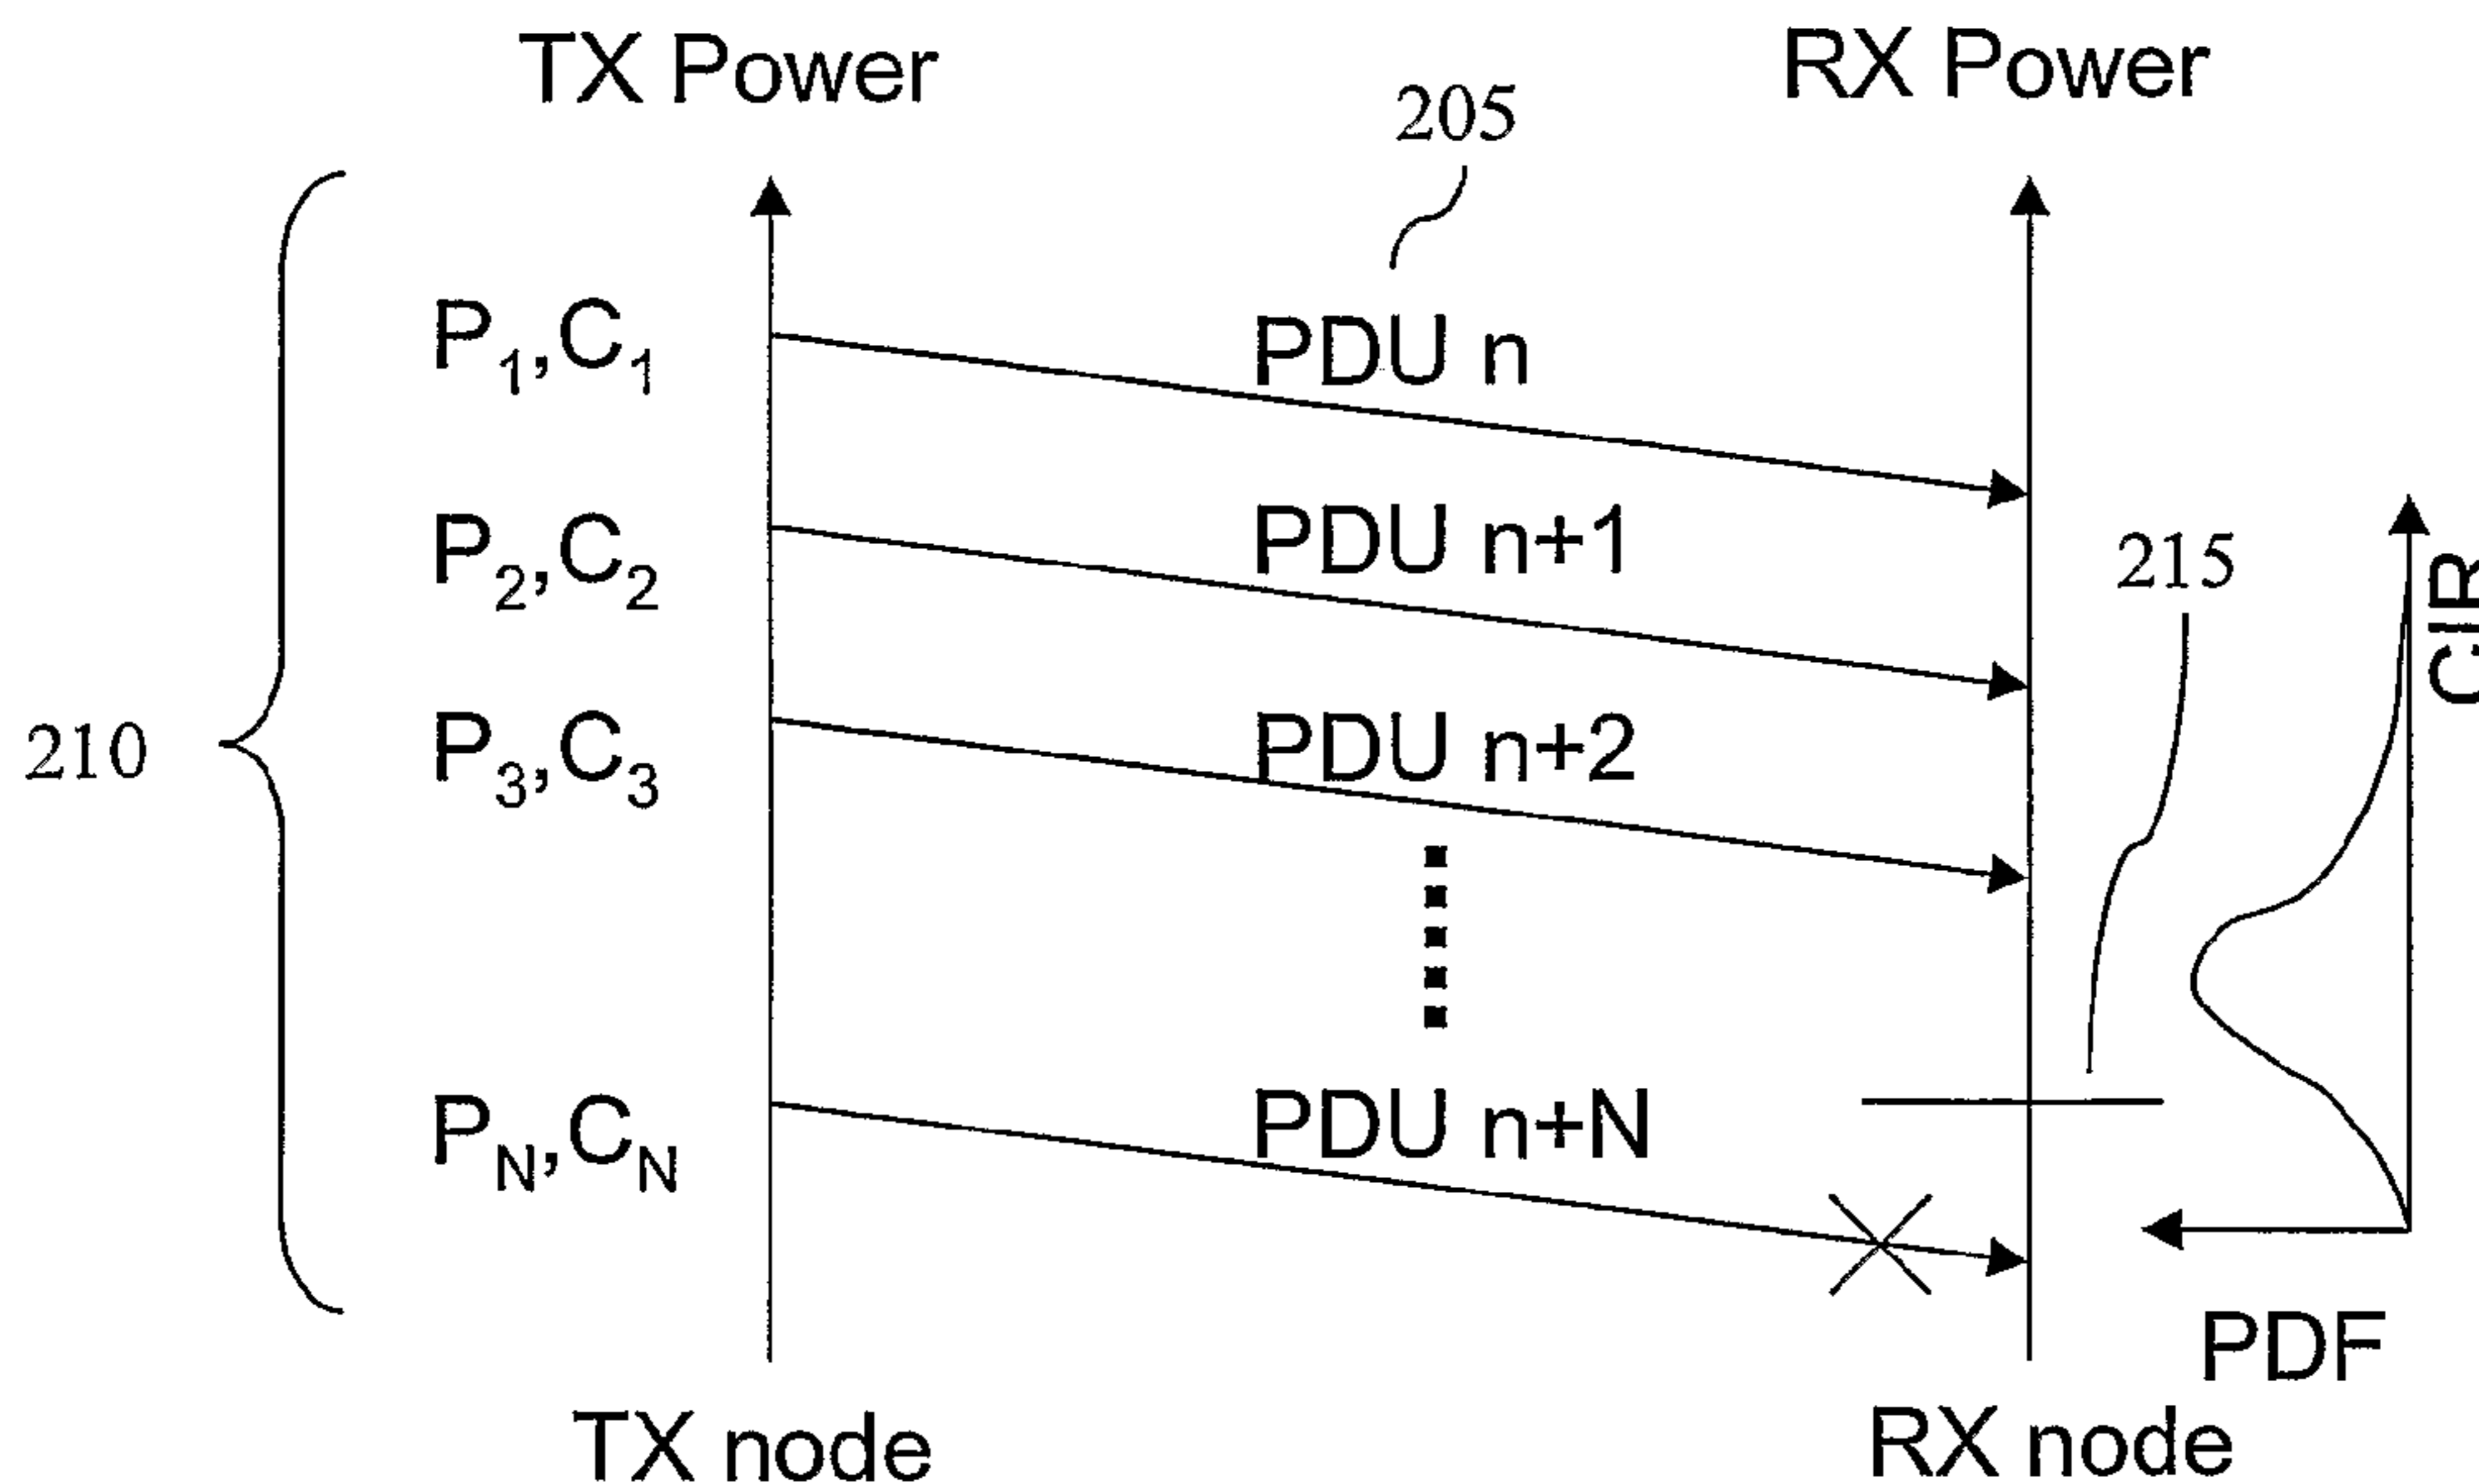 TX Power
RX Power
205
P1,C1
PDU n
P2,C2
PDU n+1
215
CIR
210
P3,C3
PDU n+2
PN,CN
PDU n+N
PDF
TX node
RX node